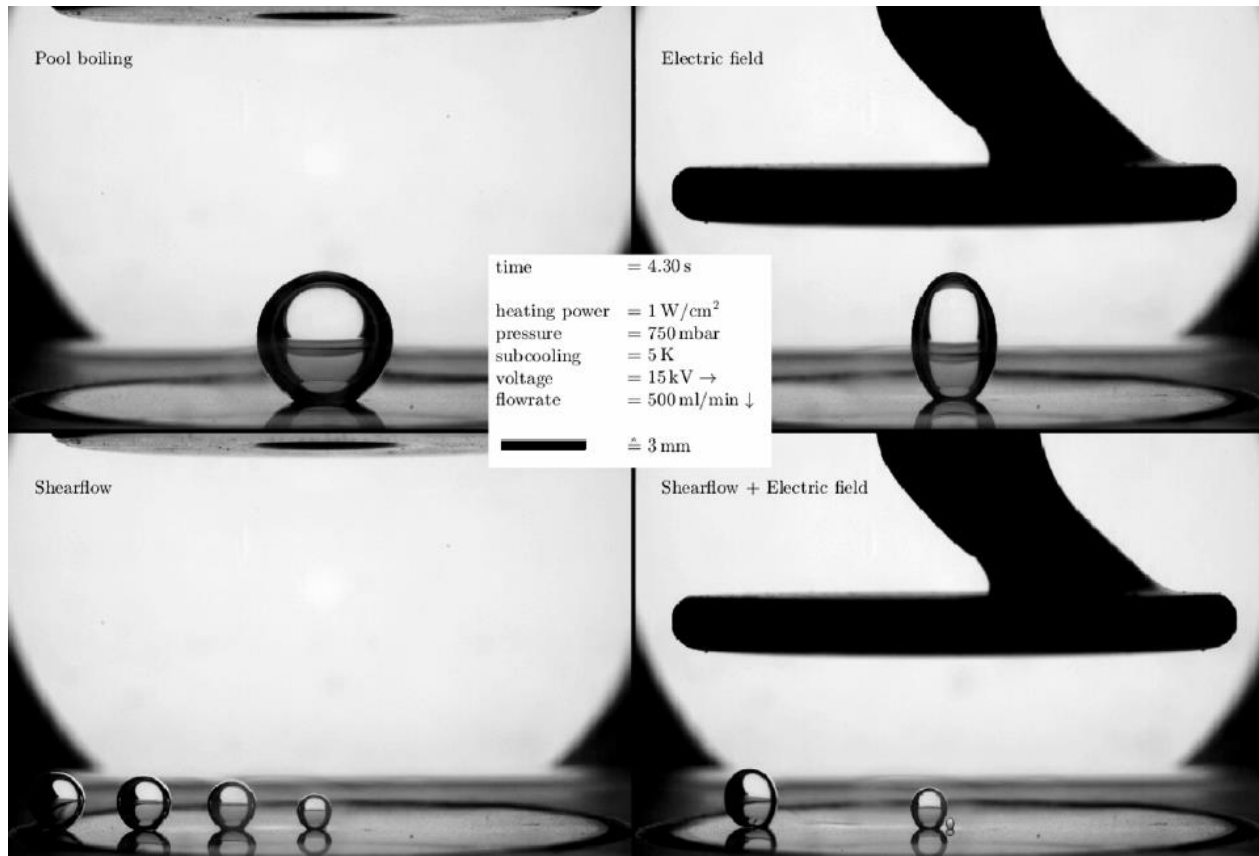 Pool boiling
Electric field
time = 4.30 s
heating power = 1 W/cm²
pressure = 750 mbar
subcooling = 5 K
voltage = 15 kV →
flowrate = 500 ml/min ↓
≙ 3 mm
Shearflow
Shearflow + Electric field